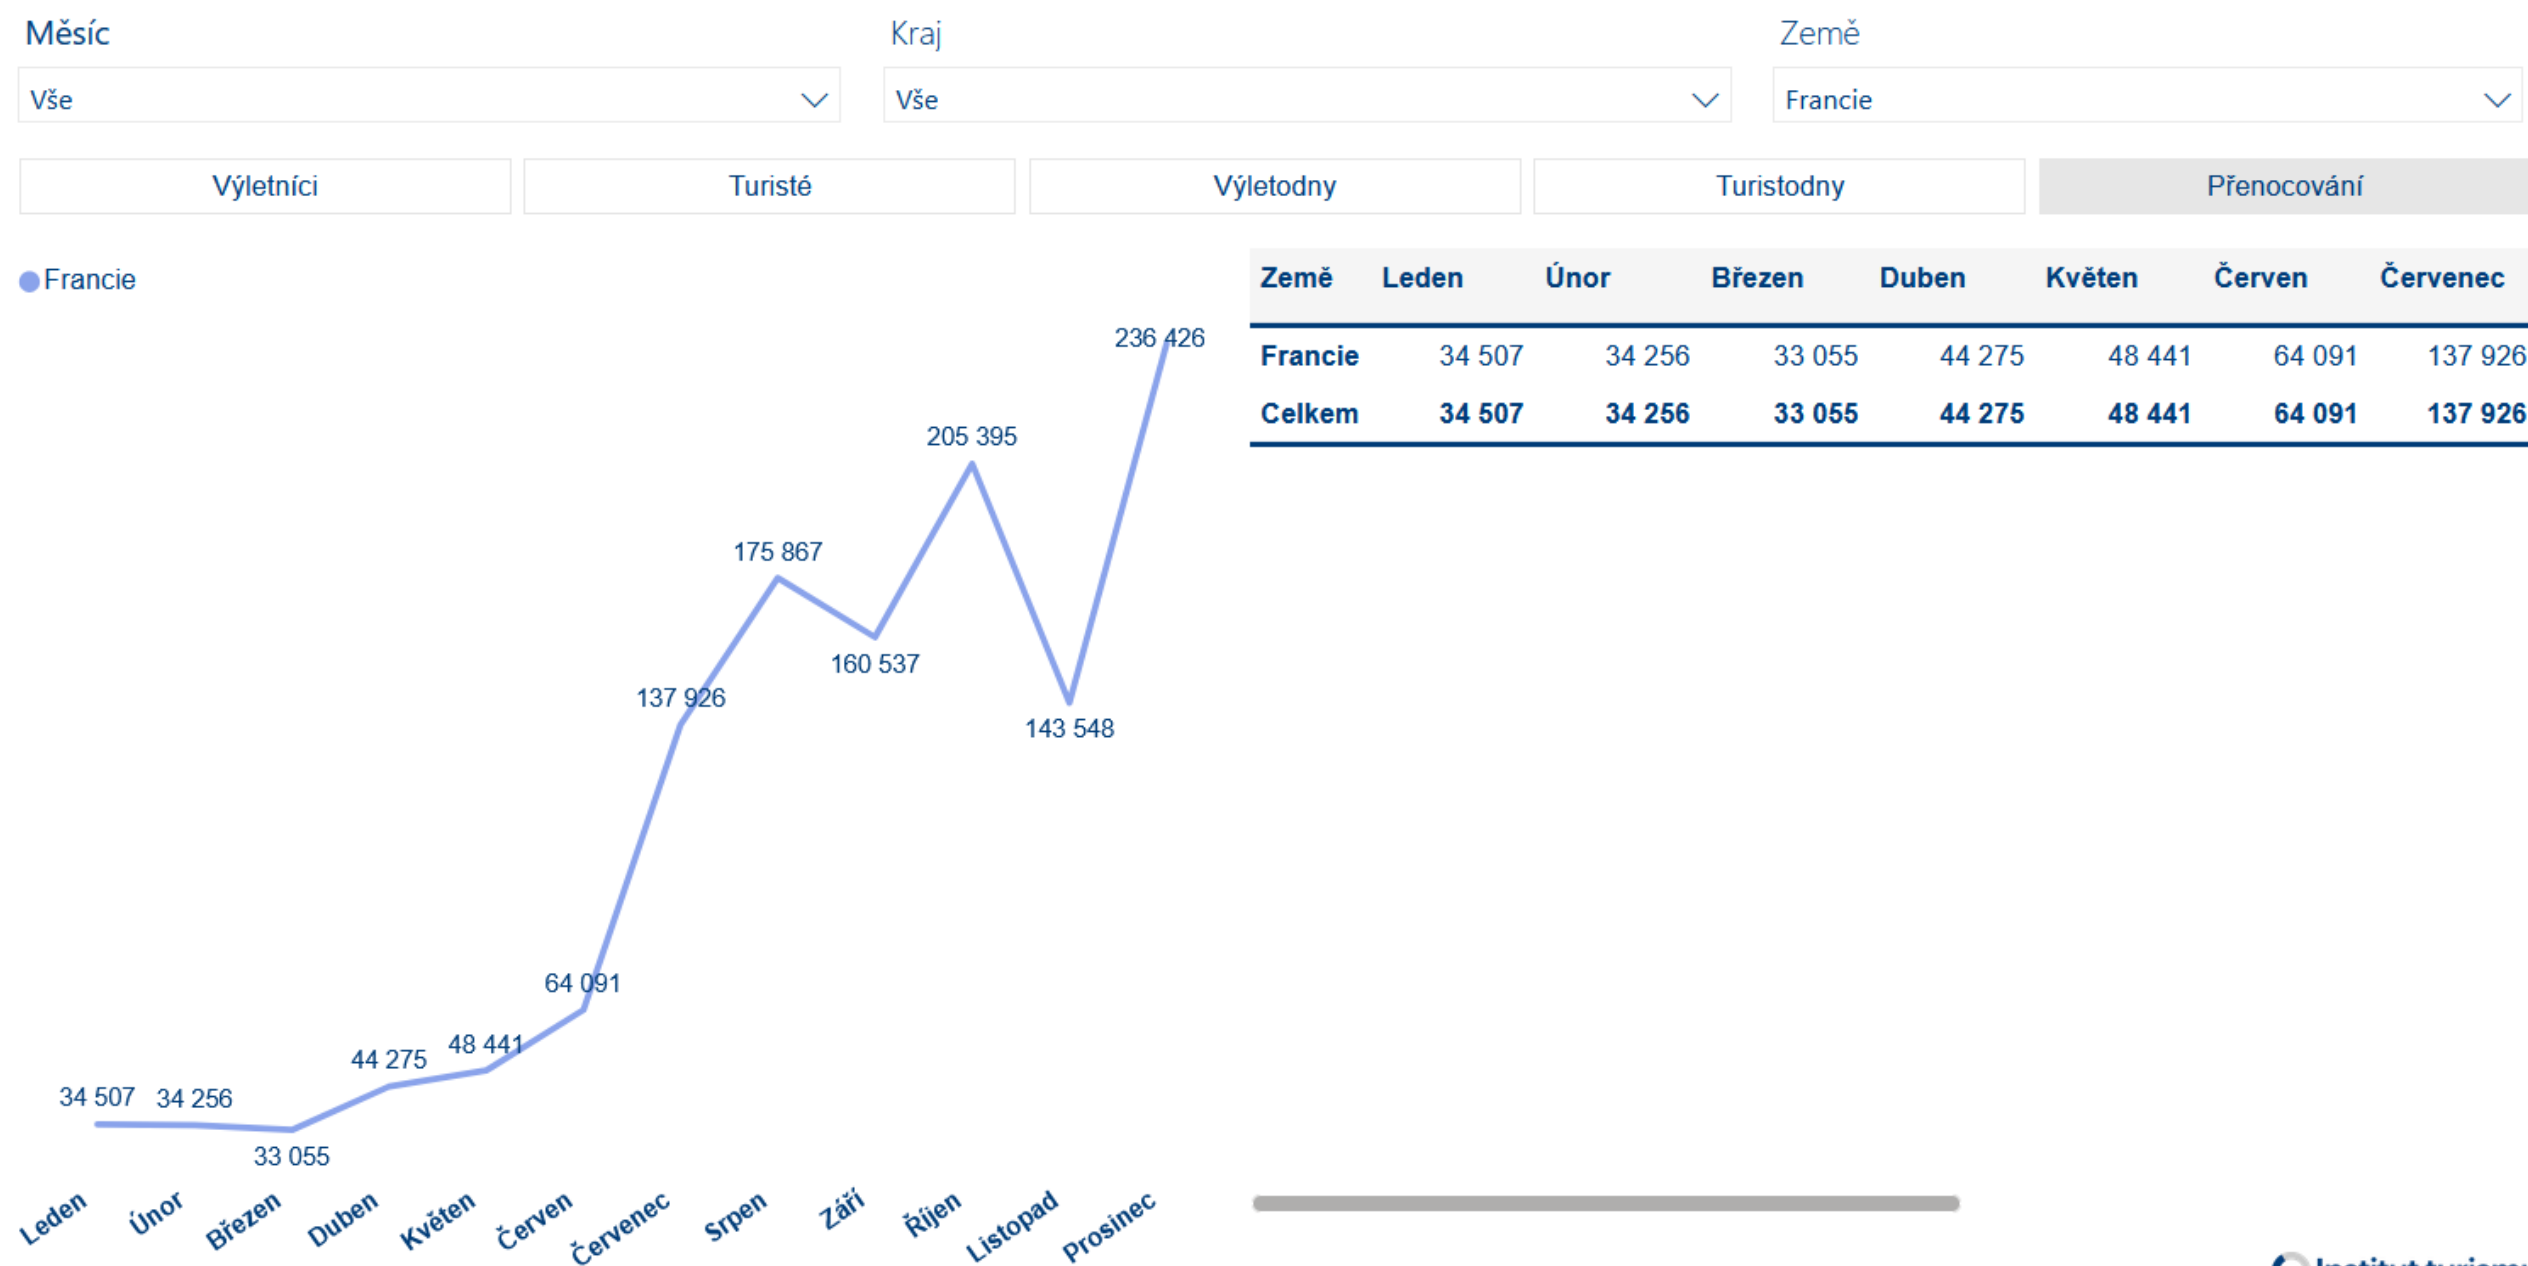 Měsíc Kraj Země
Vše Vše Francie
Výletníci Turisté Výletodny Turistodny Přenocování
Francie
Země Leden Únor Březen Duben Květen Červen Červenec
Francie 34 507 34 256 33 055 44 275 48 441 64 091 137 926
Celkem 34 507 34 256 33 055 44 275 48 441 64 091 137 926
236 426
205 395
175 867
160 537
137 926
143 548
64 091
48 441
44 275
34 507 34 256
33 055
Leden Únor Březen Duben Květen Červen Červenec Srpen Září Říjen Listopad Prosinec